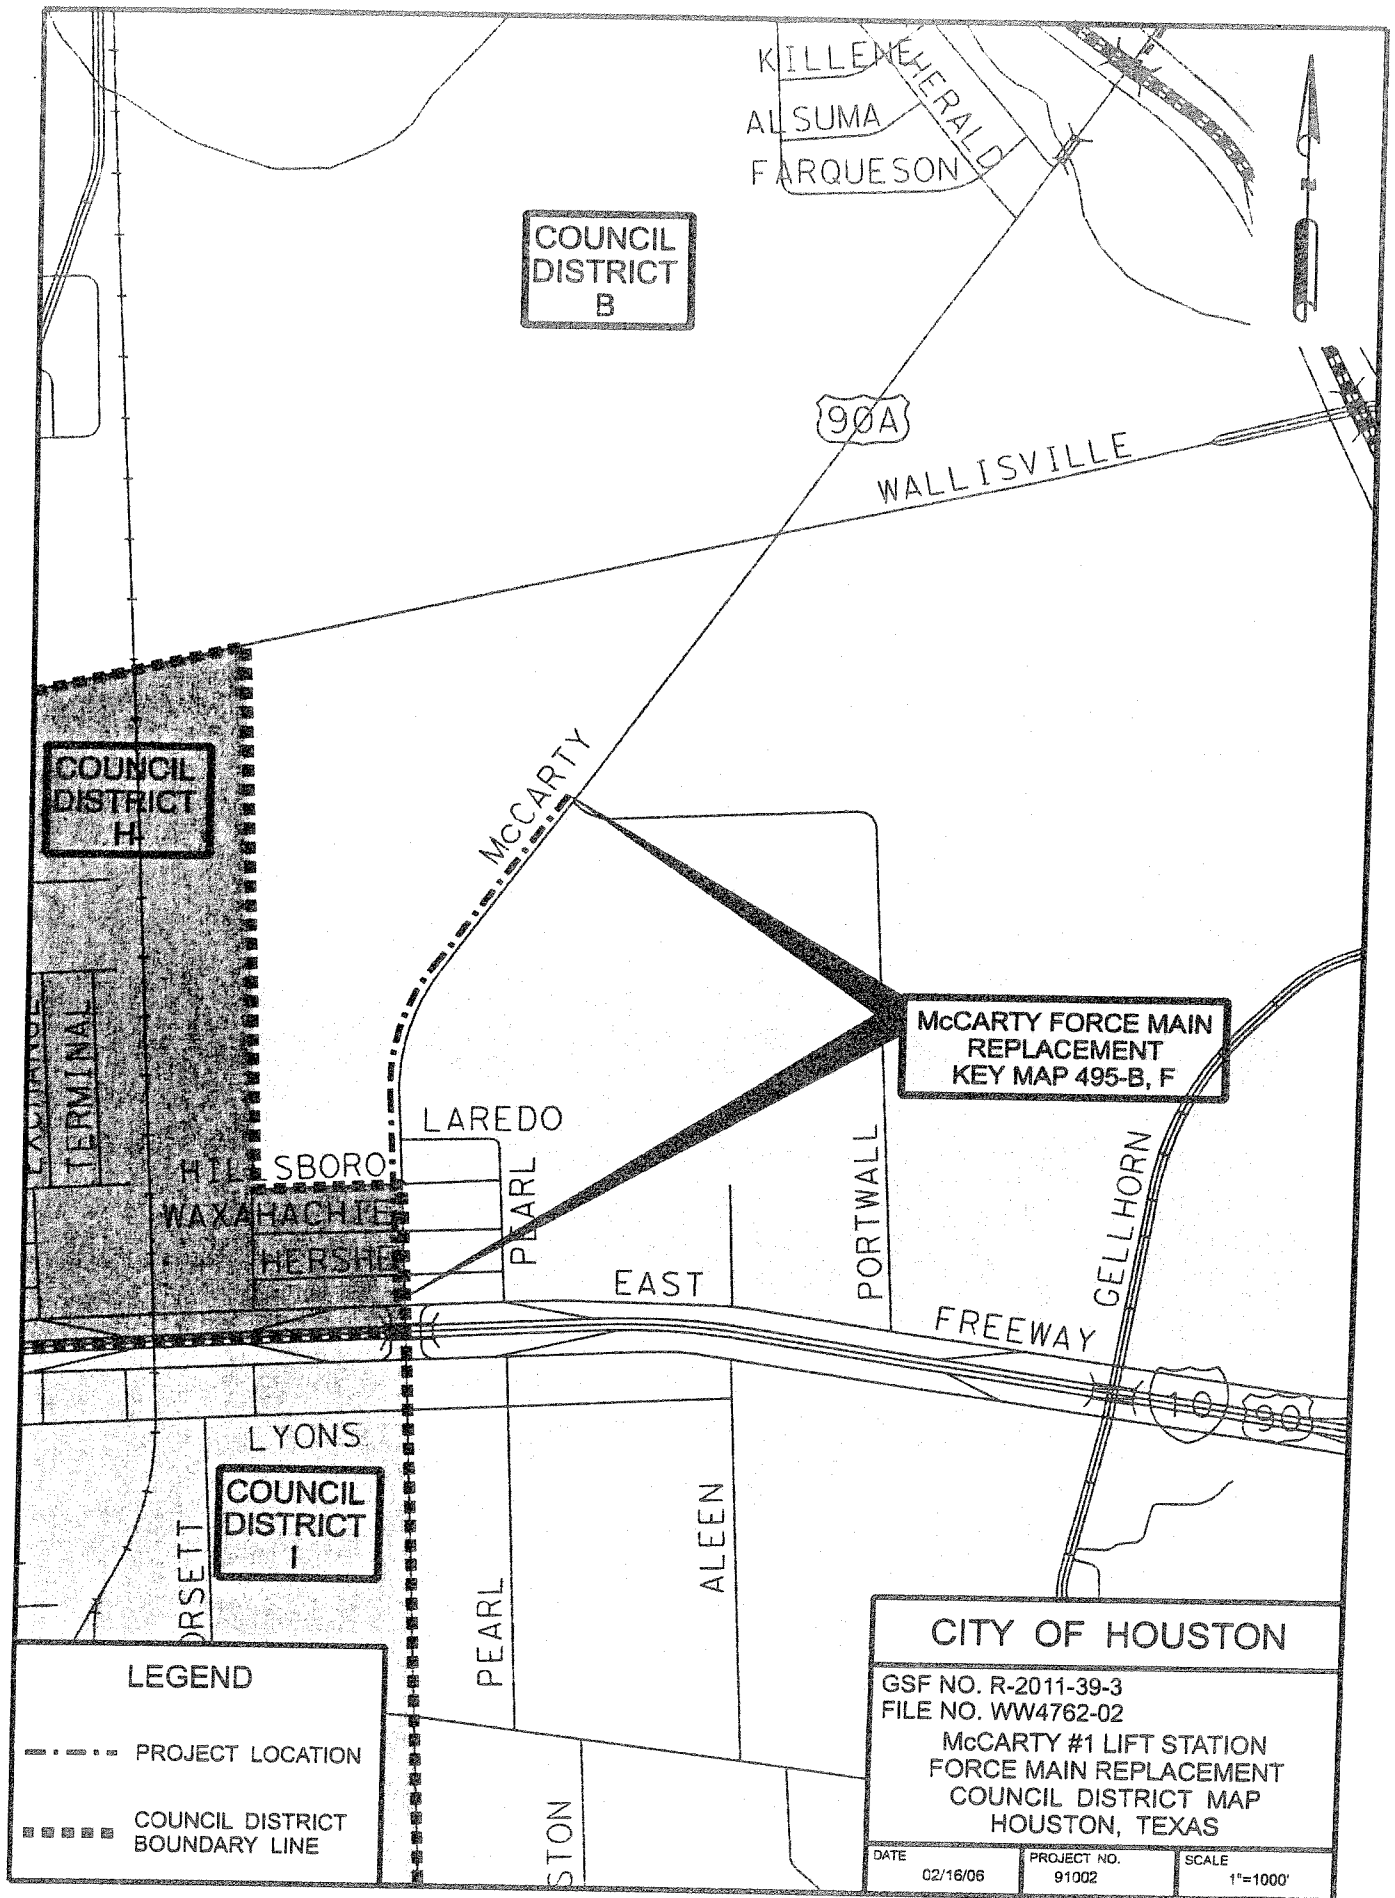 KILLENE
HERALD
ALSUMA
FARQUESON
COUNCIL
DISTRICT
B
90A
WALLISVILLE
COUNCIL
DISTRICT
H
McCARTY
McCARTY FORCE MAIN
REPLACEMENT
KEY MAP 495-B, F
TERMINAL
LAREDO
HILLSBORO
PEARL
WAXAHACHIE
PORTWALL
GELLHORN
EAST
FREEWAY
10
90
LYONS
COUNCIL
DISTRICT
I
ALEEN
PEARL
LEGEND
PROJECT LOCATION
COUNCIL DISTRICT
BOUNDARY LINE
CITY OF HOUSTON
GSF NO. R-2011-39-3
FILE NO. WW4762-02
McCARTY #1 LIFT STATION
FORCE MAIN REPLACEMENT
COUNCIL DISTRICT MAP
HOUSTON, TEXAS
DATE
02/16/06
PROJECT NO.
91002
SCALE
1"=1000'